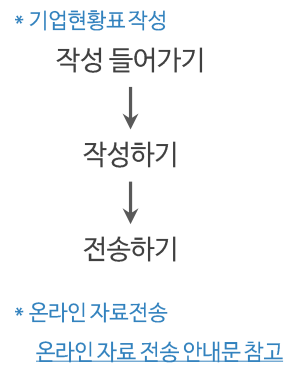 * 기업현황표 작성
작성 들어가기
작성하기
전송하기
* 온라인 자료전송
온라인 자료 전송 안내문 참고